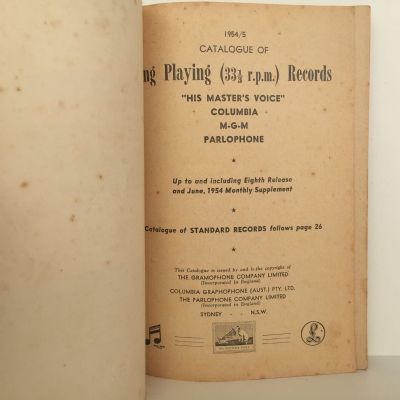 1954/5
CATALOGUE OF
ng Playing (33⅓ r.p.m.) Records
"HIS MASTER'S VOICE"
COLUMBIA
M-G-M
PARLOPHONE
★
Up to and including Eighth Release
and June, 1954 Monthly Supplement
★
Catalogue of STANDARD RECORDS follows page 26
★
This Catalogue is issued by and is the copyright of
THE GRAMOPHONE COMPANY LIMITED
(Incorporated in England)
COLUMBIA GRAPHOPHONE (AUST.) PTY. LTD.
THE PARLOPHONE COMPANY LIMITED
(Incorporated in England)
SYDNEY - N.S.W.